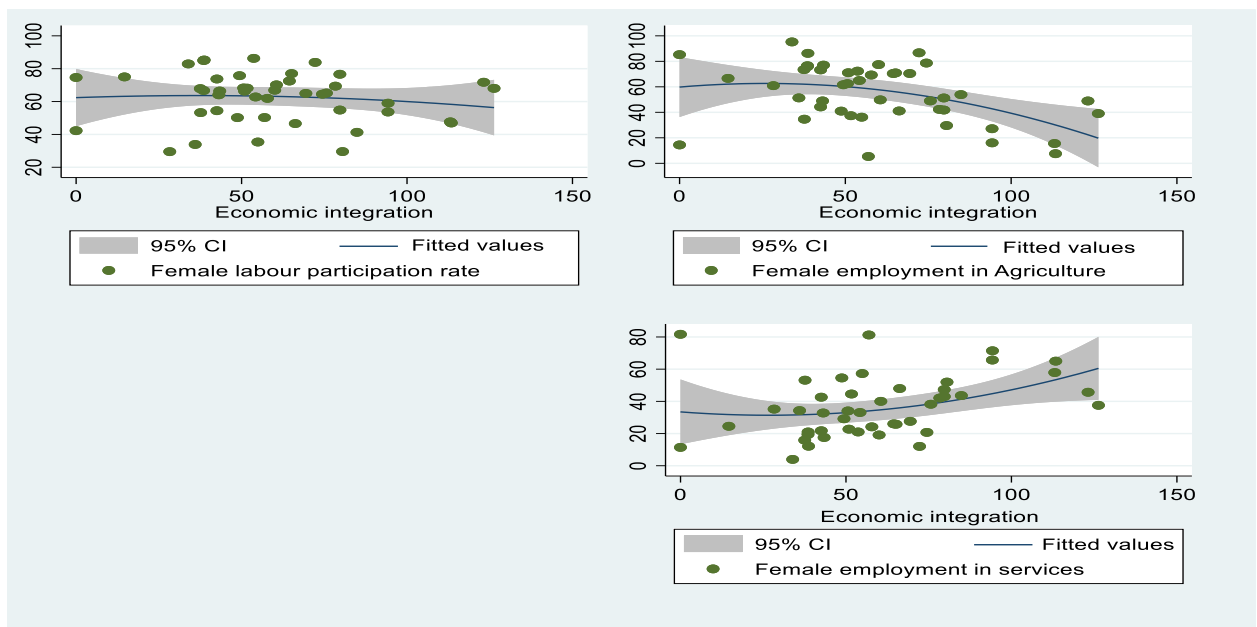 100
80
60
40
20
0 50 100 150
Economic integration
95% CI Fitted values
Female labour participation rate
100
80
60
40
20
0
0 50 100 150
Economic integration
95% CI Fitted values
Female employment in Agriculture
80
60
40
20
0
0 50 100 150
Economic integration
95% CI Fitted values
Female employment in services